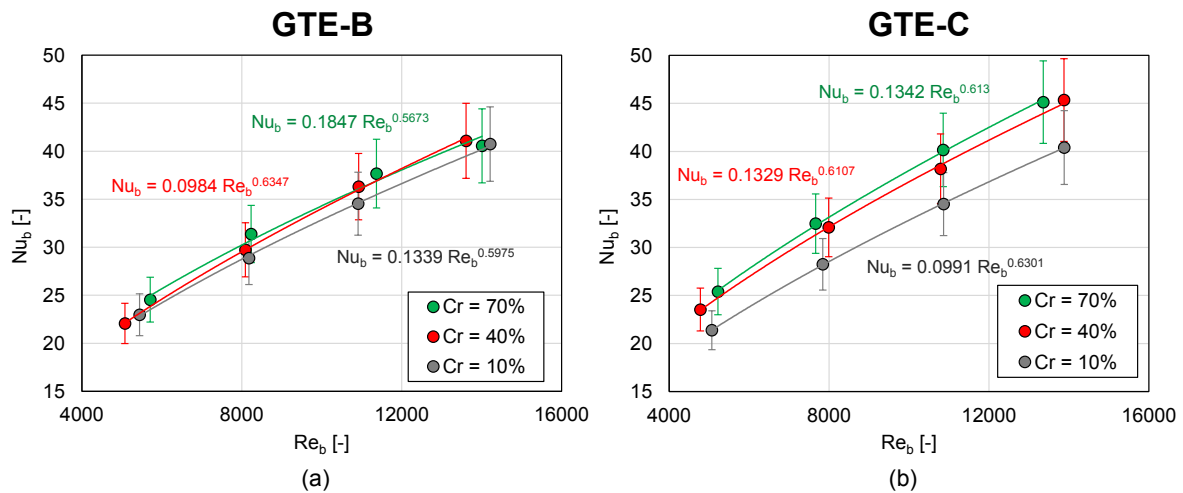 GTE-B
50
45
40
35
30
25
20
15
4000
8000
12000
16000
Nu_b [-]
Re_b [-]
Nu_b = 0.1847 Re_b^0.5673
Nu_b = 0.0984 Re_b^0.6347
Nu_b = 0.1339 Re_b^0.5975
Cr = 70%
Cr = 40%
Cr = 10%
(a)
GTE-C
50
45
40
35
30
25
20
15
4000
8000
12000
16000
Nu_b [-]
Re_b [-]
Nu_b = 0.1342 Re_b^0.613
Nu_b = 0.1329 Re_b^0.6107
Nu_b = 0.0991 Re_b^0.6301
Cr = 70%
Cr = 40%
Cr = 10%
(b)